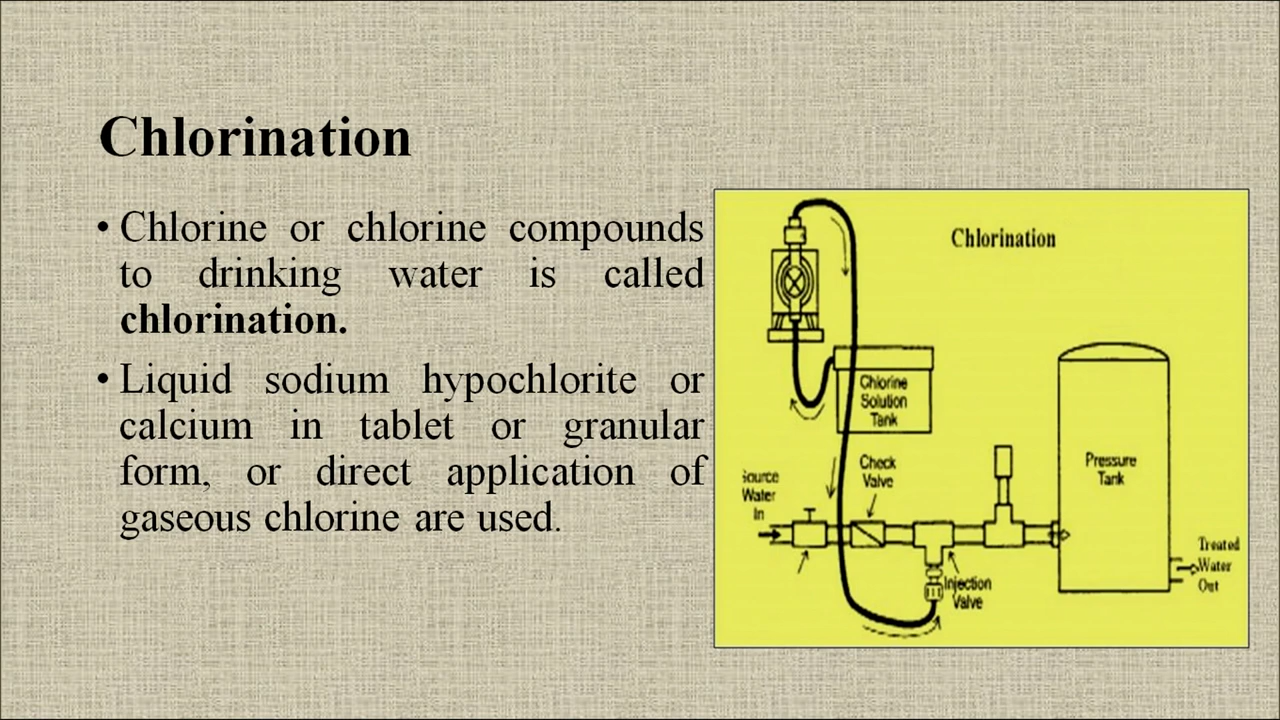 Chlorination
• Chlorine or chlorine compounds
to drinking water is called
chlorination.
• Liquid sodium hypochlorite or
calcium in tablet or granular
form, or direct application of
gaseous chlorine are used.
Chlorination
Chlorine
Solution
Tank
Check
Valve
Source
Water
In
Pressure
Tank
Injection
Valve
Treated
Water
Out